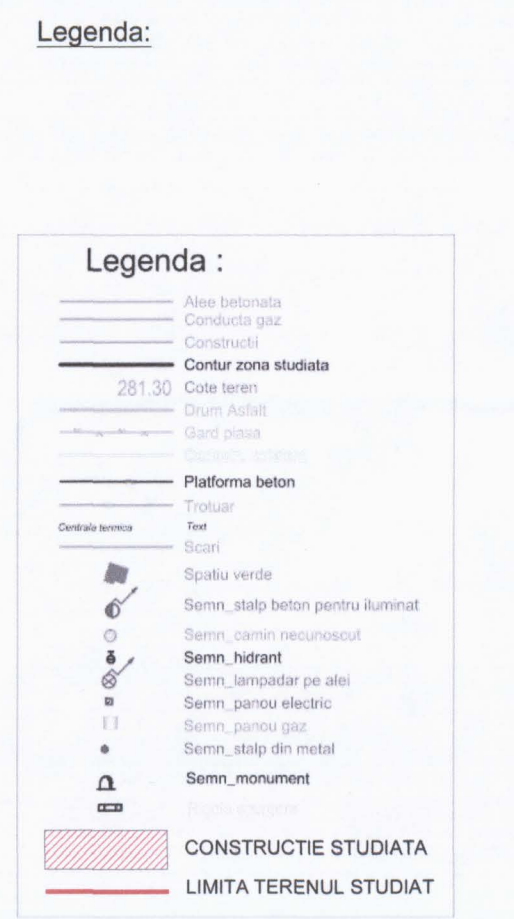 Legenda:
Legenda :
Alee betonata
Conducta gaz
Constructii
Contur zona studiata
281.30 Cote teren
Drum Asfalt
Gard plasa
Platforma beton
Trotuar
Centrala termica Text
Scari
Spatiu verde
Semn_stalp beton pentru iluminat
Semn_camin necunoscut
Semn_hidrant
Semn_lampadar pe alei
Semn_panou electric
Semn_panou gaz
Semn_stalp din metal
Semn_monument
CONSTRUCTIE STUDIATA
LIMITA TERENUL STUDIAT